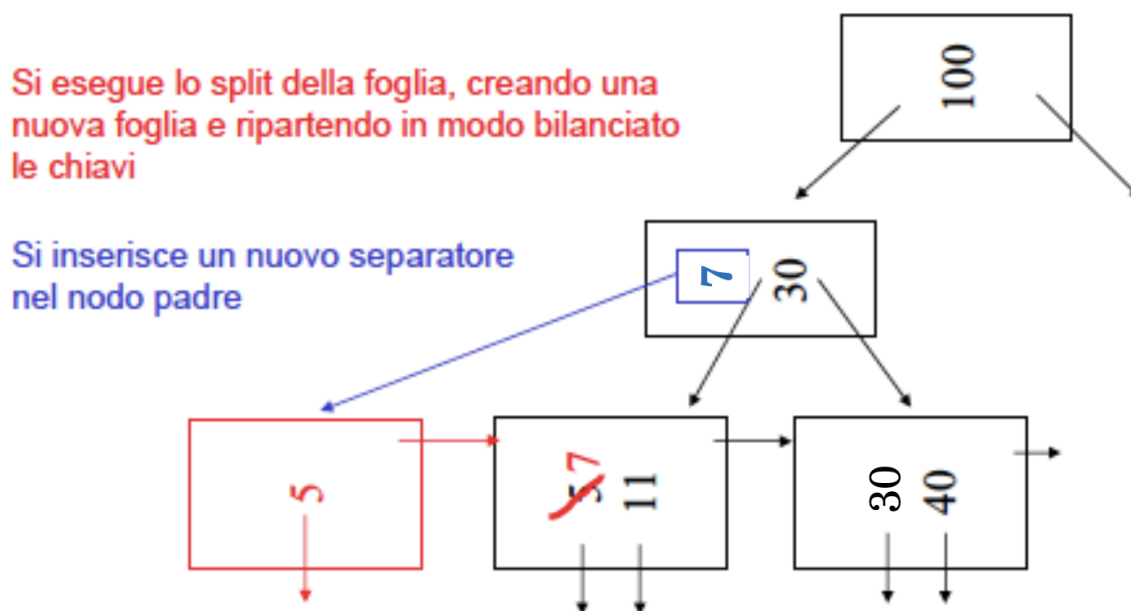 Si esegue lo split della foglia, creando una
nuova foglia e ripartendo in modo bilanciato
le chiavi
100
Si inserisce un nuovo separatore
nel nodo padre
7 30
5
5 7 11
30 40